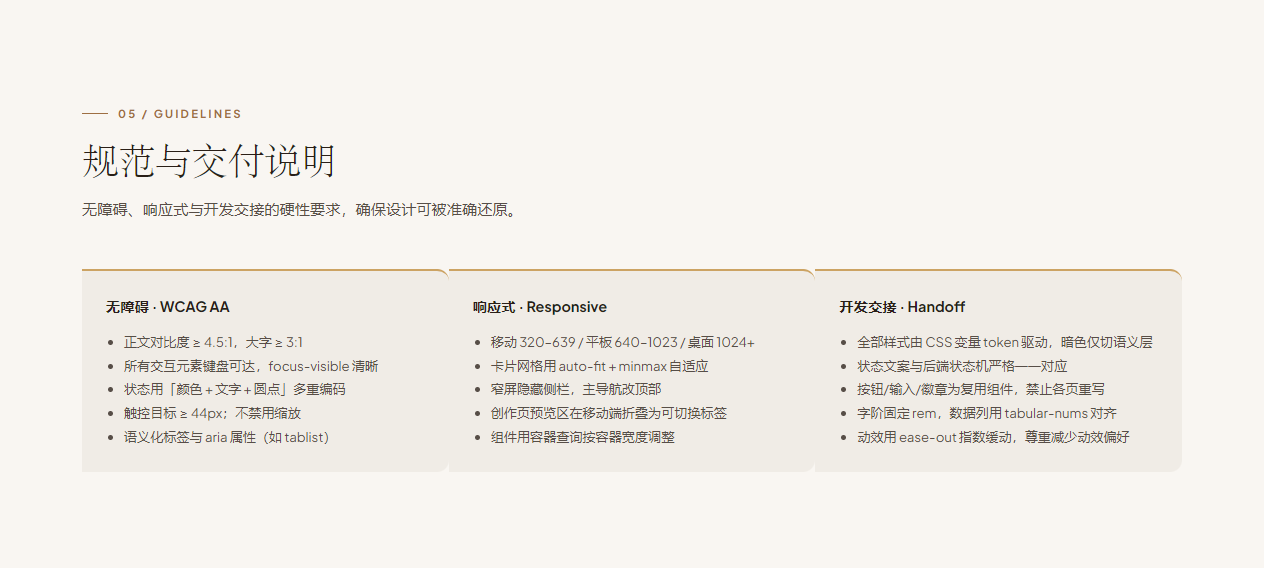 05 / GUIDELINES
规范与交付说明
无障碍、响应式与开发交接的硬性要求，确保设计可被准确还原。
无障碍 · WCAG AA
正文对比度 ≥ 4.5:1，大字 ≥ 3:1
所有交互元素键盘可达，focus-visible 清晰
状态用「颜色 + 文字 + 圆点」多重编码
触控目标 ≥ 44px；不禁用缩放
语义化标签与 aria 属性（如 tablist）
响应式 · Responsive
移动 320–639 / 平板 640–1023 / 桌面 1024+
卡片网格用 auto-fit + minmax 自适应
窄屏隐藏侧栏，主导航改顶部
创作页预览区在移动端折叠为可切换标签
组件用容器查询按容器宽度调整
开发交接 · Handoff
全部样式由 CSS 变量 token 驱动，暗色仅切语义层
状态文案与后端状态机严格一一对应
按钮/输入/徽章为复用组件，禁止各页重写
字阶固定 rem，数据列用 tabular-nums 对齐
动效用 ease-out 指数缓动，尊重减少动效偏好